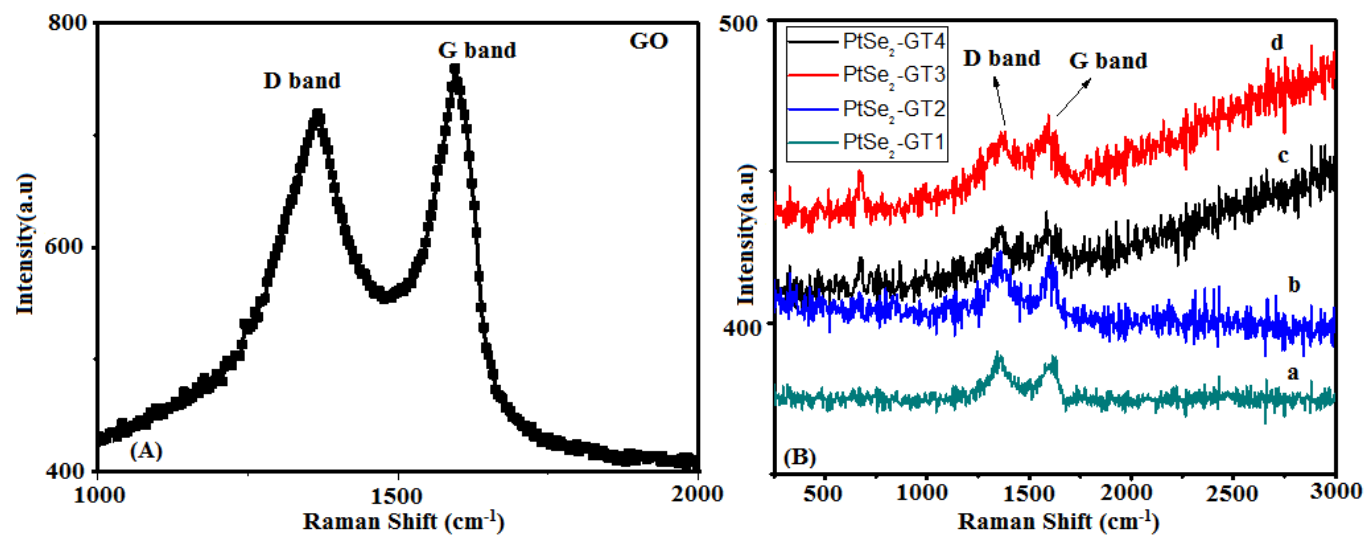 800
600
400
Intensity(a.u)
GO
D band
G band
(A)
1000
1500
2000
Raman Shift (cm-1)
500
400
Intensity(a.u)
PtSe2-GT4
PtSe2-GT3
PtSe2-GT2
PtSe2-GT1
D band
G band
d
c
b
a
(B)
500
1000
1500
2000
2500
3000
Raman Shift (cm-1)